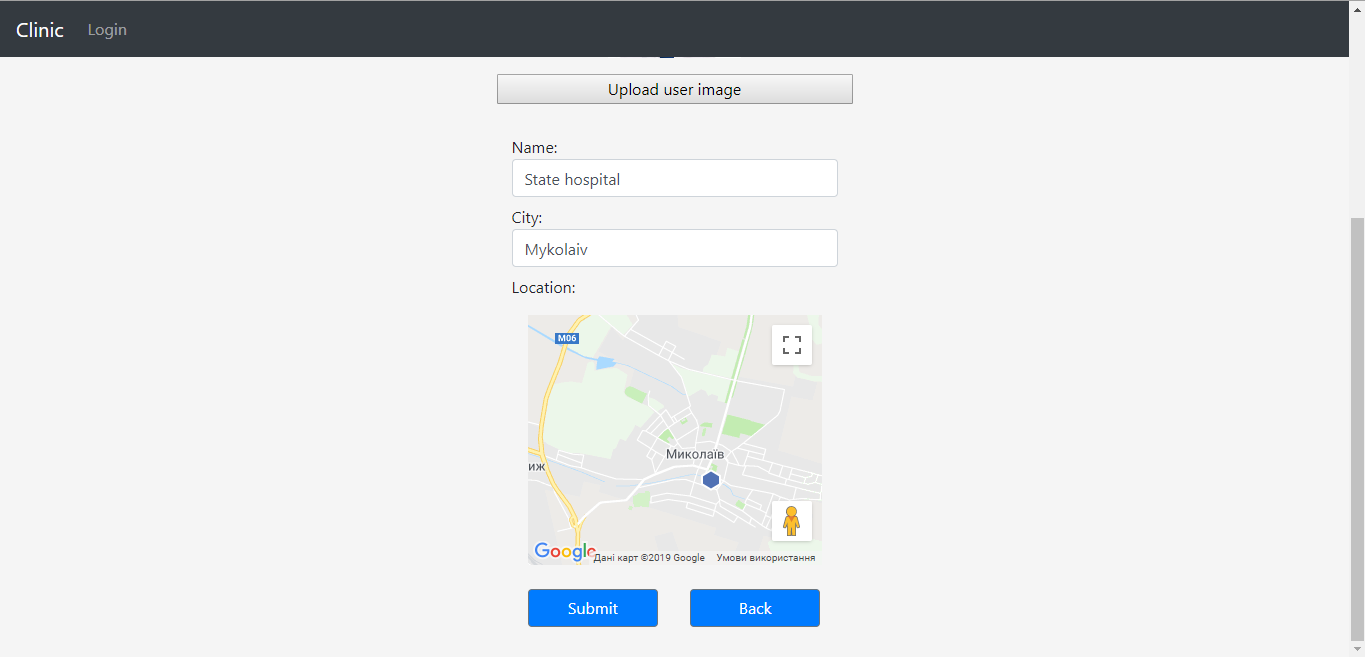 Clinic Login
Upload user image
Name:
State hospital
City:
Mykolaiv
Location:
M06
Миколаїв
иж
Google
Дані карт ©2019 Google Умови використання
Submit Back